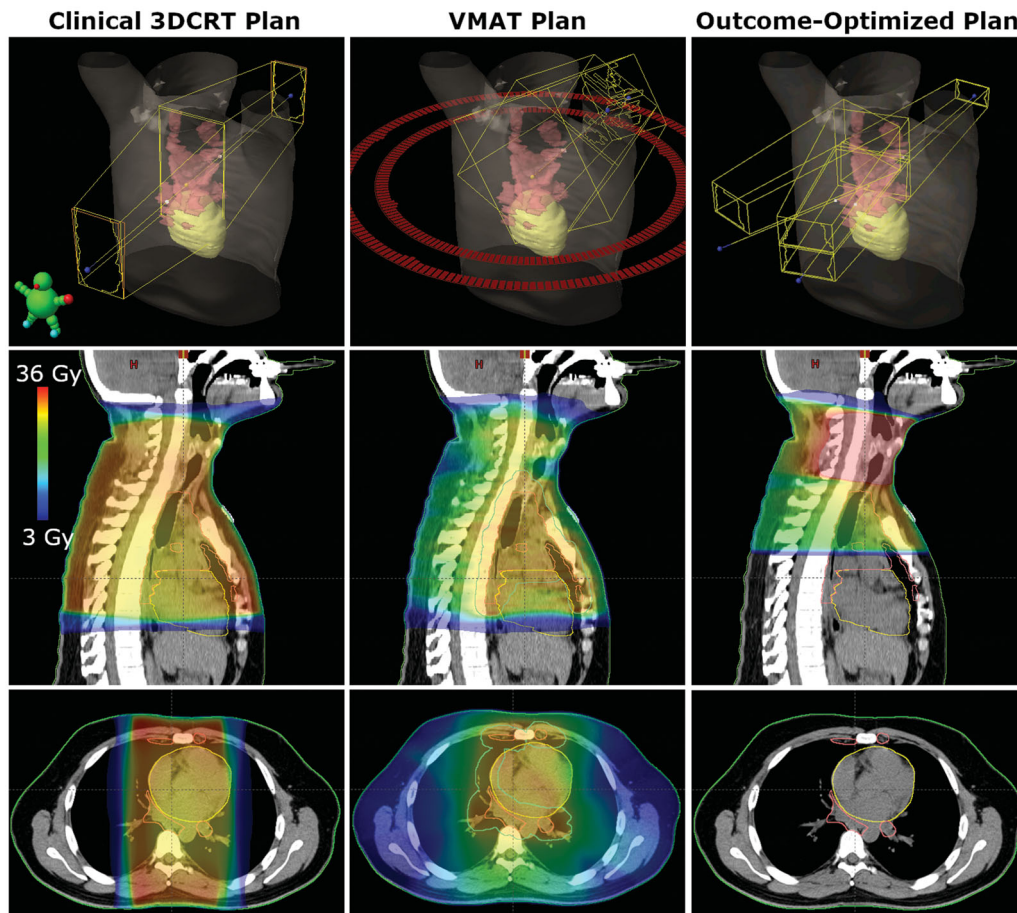 Clinical 3DCRT Plan
VMAT Plan
Outcome-Optimized Plan
36 Gy
3 Gy
H
H
H